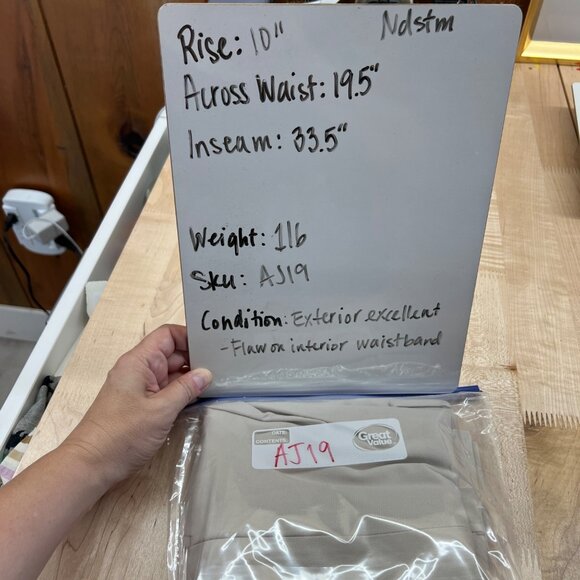 Ndstm
Rise: 10"
Across Waist: 19.5"
Inseam: 33.5"
Weight: 1lb
Sku: AJ19
Condition: Exterior excellent
- Flaw on interior waistband
DATE:
CONTENTS:
AJ19
Great
Value